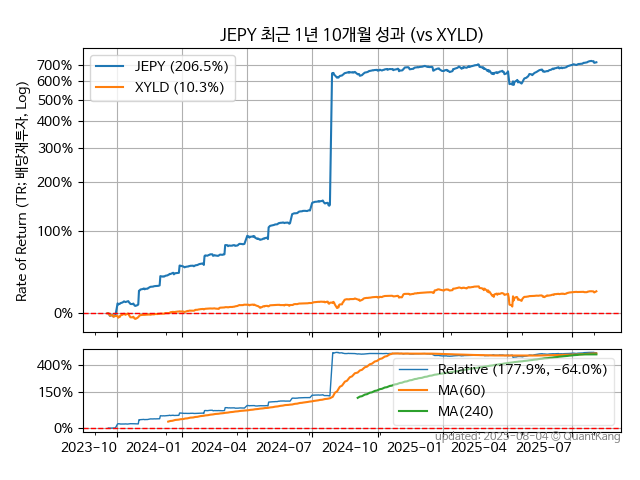 JEPY 최근 1년 10개월 성과 (vs XYLD)
Rate of Return (TR; 배당재투자, Log)
700%
600%
500%
400%
300%
200%
100%
0%
JEPY (206.5%)
XYLD (10.3%)
400%
150%
0%
Relative (177.9%, -64.0%)
MA(60)
MA(240)
2023-10 2024-01 2024-04 2024-07 2024-10 2025-01 2025-04 2025-07
updated: 2025-08-04 © QuantKang